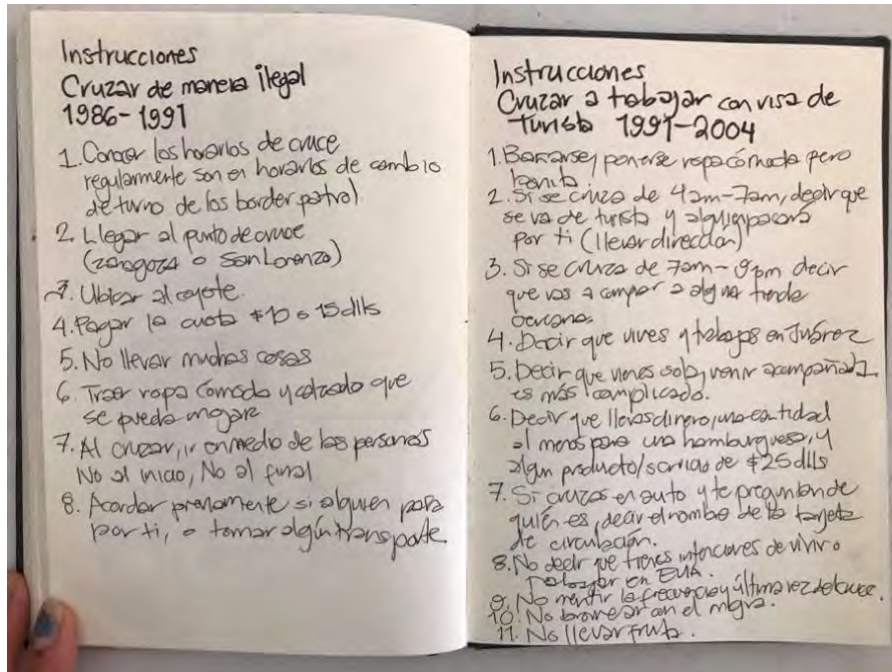 Instrucciones
Cruzar de manera ilegal
1986-1991
1. Conocer los horarios de cruce
regularmente son en horarios de cambio
de turno de los border patrol
2. Llegar al punto de cruce
(zaragoza o San Lorenzo)
3. Ubicar al coyote.
4. Pagar la cuota $10 o 15 dlls
5. No llevar muchas cosas
6. Traer ropa cómoda y calzado que
se pueda mojar
7. Al cruzar, ir enmedio de las personas
No al inicio, No al final
8. Acordar previamente si alguien pasa
por ti, o tomar algún transporte.
Instrucciones
Cruzar a trabajar con visa de
Turista 1991-2004
1. Bañarse, ponerse ropa cómoda pero
bonita.
2. Si se cruza de 4am-7am, decir que
se va de turista y alguien pasará
por ti (llevar dirección)
3. Si se cruza de 7am-9pm decir
que vas a comprar a alguna tienda
cercana.
4. Decir que vives y trabajas en Juárez
5. Decir que vienes sola, venir acompañada
es más complicado.
6. Decir que llevas dinero, una cantidad
al menos para una hamburguesa, y
algún producto/servicio de $25 dlls
7. Si cruzas en auto y te preguntan de
quién es, decir el nombre de la tarjeta
de circulación.
8. No decir que tienes intenciones de vivir o
trabajar en EUA.
9. No mentir la frecuencia y última vez de cruce.
10. No bromear con el migra.
11. No llevar fruta.